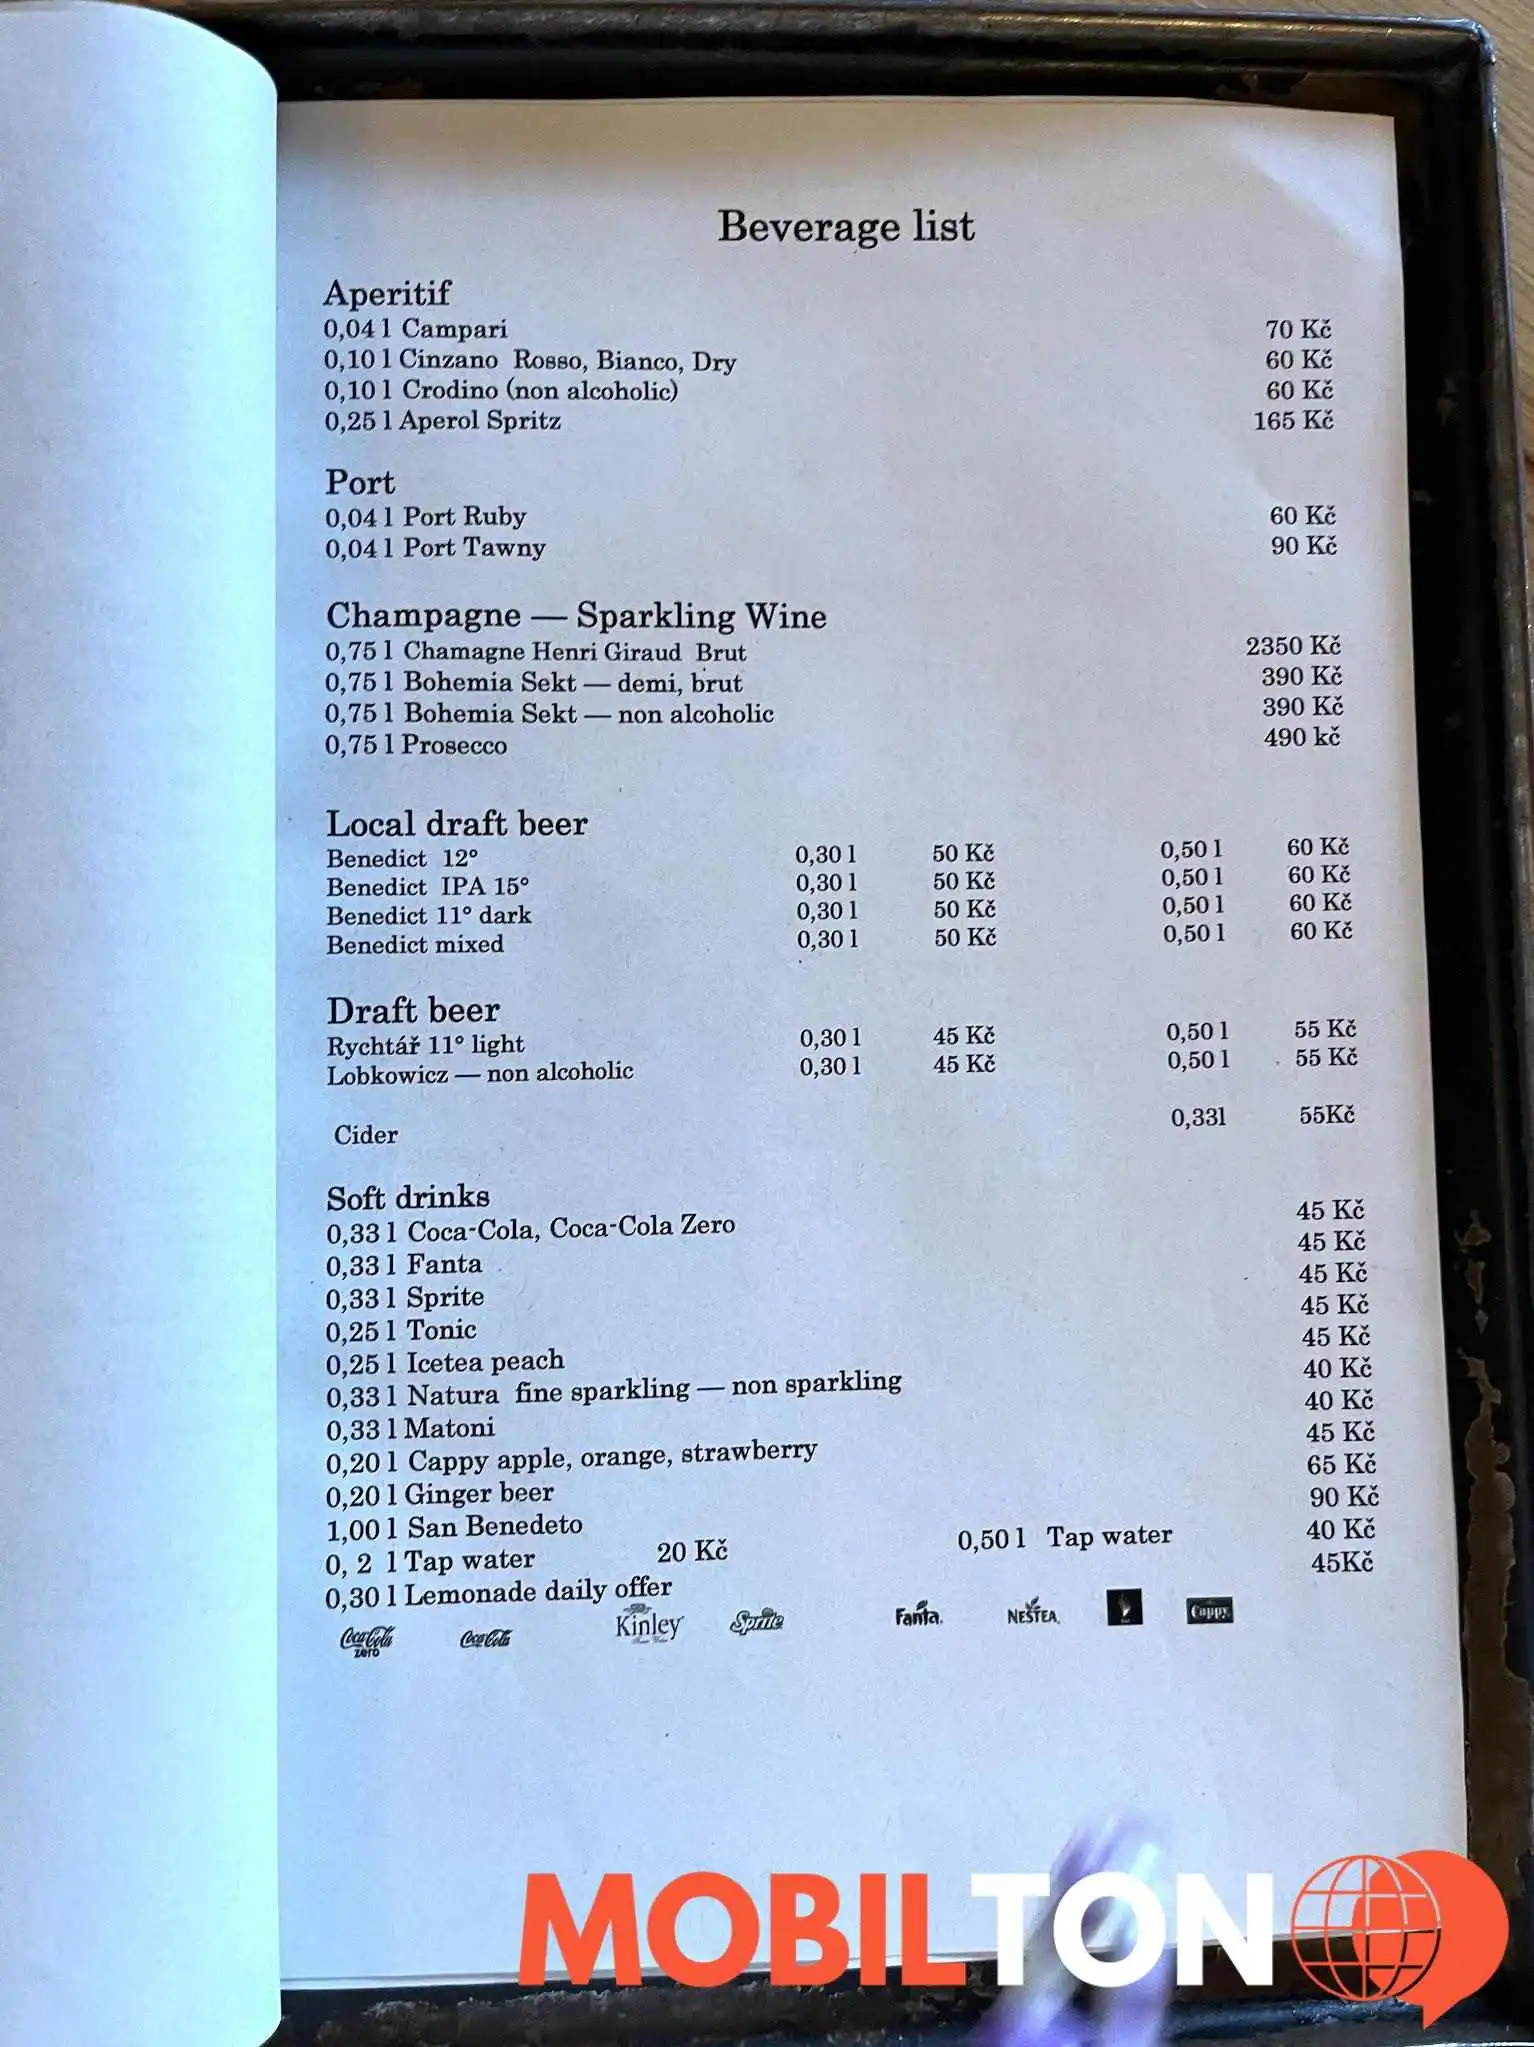 Beverage list
Aperitif
0,04 l Campari 70 Kč
0,10 l Cinzano Rosso, Bianco, Dry 60 Kč
0,10 l Crodino (non alcoholic) 60 Kč
0,25 l Aperol Spritz 165 Kč
Port
0,04 l Port Ruby 60 Kč
0,04 l Port Tawny 90 Kč
Champagne — Sparkling Wine
0,75 l Chamagne Henri Giraud Brut 2350 Kč
0,75 l Bohemia Sekt — demi, brut 390 Kč
0,75 l Bohemia Sekt — non alcoholic 390 Kč
0,75 l Prosecco 490 kč
Local draft beer
Benedict 12° 0,30 l 50 Kč 0,50 l 60 Kč
Benedict IPA 15° 0,30 l 50 Kč 0,50 l 60 Kč
Benedict 11° dark 0,30 l 50 Kč 0,50 l 60 Kč
Benedict mixed 0,30 l 50 Kč 0,50 l 60 Kč
Draft beer
Rychtář 11° light 0,30 l 45 Kč 0,50 l 55 Kč
Lobkowicz — non alcoholic 0,30 l 45 Kč 0,50 l 55 Kč
Cider 0,33l 55Kč
Soft drinks
0,33 l Coca-Cola, Coca-Cola Zero 45 Kč
0,33 l Fanta 45 Kč
0,33 l Sprite 45 Kč
0,25 l Tonic 45 Kč
0,25 l Icetea peach 45 Kč
0,33 l Natura fine sparkling — non sparkling 40 Kč
0,33 l Matoni 40 Kč
0,20 l Cappy apple, orange, strawberry 45 Kč
0,20 l Ginger beer 65 Kč
1,00 l San Benedeto 90 Kč
0, 2 l Tap water 20 Kč 0,50 l Tap water 40 Kč
0,30 l Lemonade daily offer 45Kč
Coca-Cola zero Coca-Cola Kinley Sprite Fanta NESTEA Cappy
MOBILTON